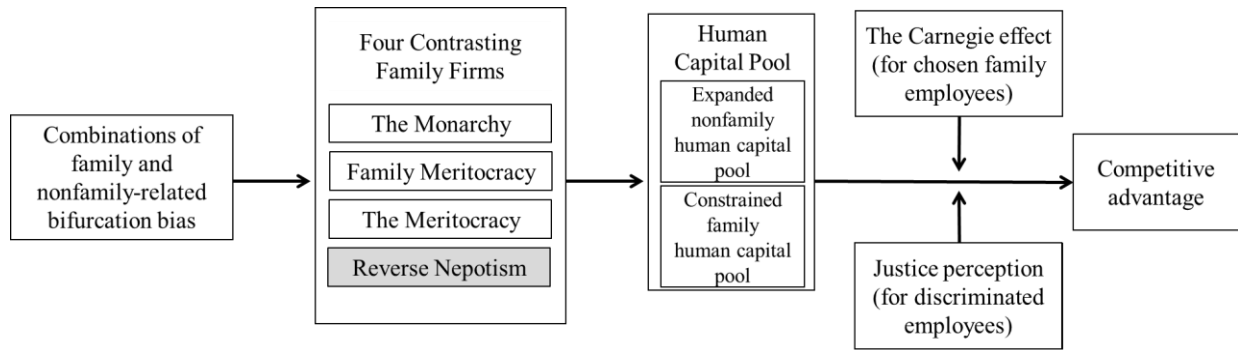 Combinations of
family and
nonfamily-related
bifurcation bias
Four Contrasting
Family Firms
The Monarchy
Family Meritocracy
The Meritocracy
Reverse Nepotism
Human
Capital Pool
Expanded
nonfamily
human capital
pool
Constrained
family
human capital
pool
The Carnegie effect
(for chosen family
employees)
Justice perception
(for discriminated
employees)
Competitive
advantage